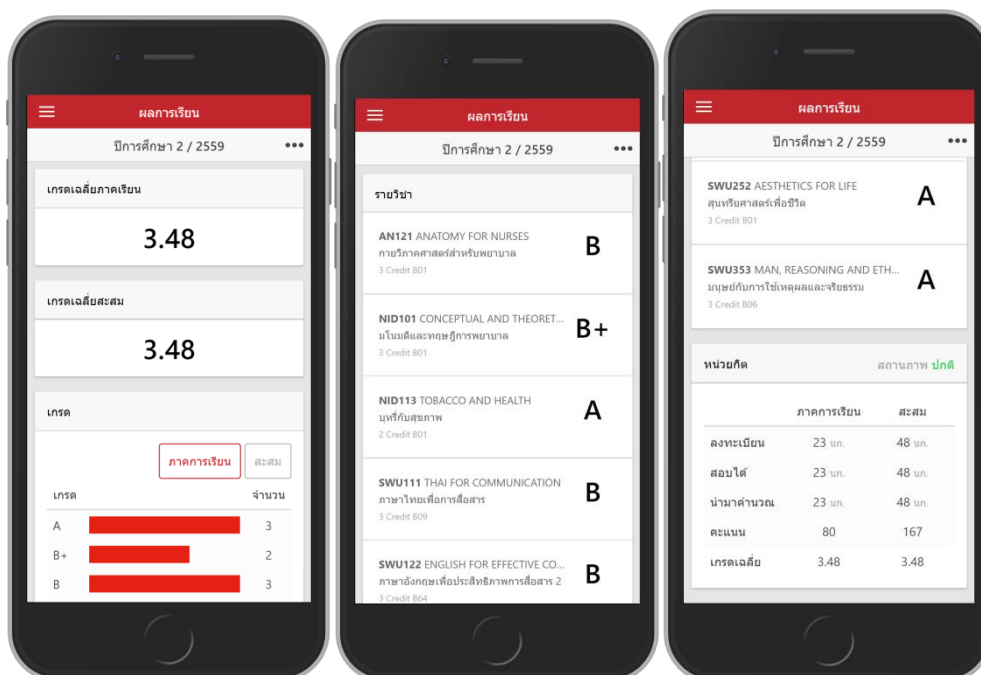 ผลการเรียน
ปีการศึกษา 2 / 2559
เกรดเฉลี่ยภาคเรียน
3.48
เกรดเฉลี่ยสะสม
3.48
เกรด
ภาคการเรียน สะสม
เกรด จำนวน
A 3
B+ 2
B 3
ผลการเรียน
ปีการศึกษา 2 / 2559
รายวิชา
AN121 ANATOMY FOR NURSES
กายวิภาคศาสตร์สำหรับพยาบาล
3 Credit B01
B
NID101 CONCEPTUAL AND THEORET...
มโนมติและทฤษฎีการพยาบาล
3 Credit B01
B+
NID113 TOBACCO AND HEALTH
บุหรี่กับสุขภาพ
2 Credit B01
A
SWU111 THAI FOR COMMUNICATION
ภาษาไทยเพื่อการสื่อสาร
3 Credit B09
B
SWU122 ENGLISH FOR EFFECTIVE CO...
ภาษาอังกฤษเพื่อประสิทธิภาพการสื่อสาร 2
3 Credit B64
B
ผลการเรียน
ปีการศึกษา 2 / 2559
SWU252 AESTHETICS FOR LIFE
สุนทรียศาสตร์เพื่อชีวิต
3 Credit B01
A
SWU353 MAN, REASONING AND ETH...
มนุษย์กับการใช้เหตุผลและจริยธรรม
3 Credit B06
A
หน่วยกิต สถานภาพ ปกติ
ภาคการเรียน สะสม
ลงทะเบียน 23 นก. 48 นก.
สอบได้ 23 นก. 48 นก.
นำมาคำนวณ 23 นก. 48 นก.
คะแนน 80 167
เกรดเฉลี่ย 3.48 3.48